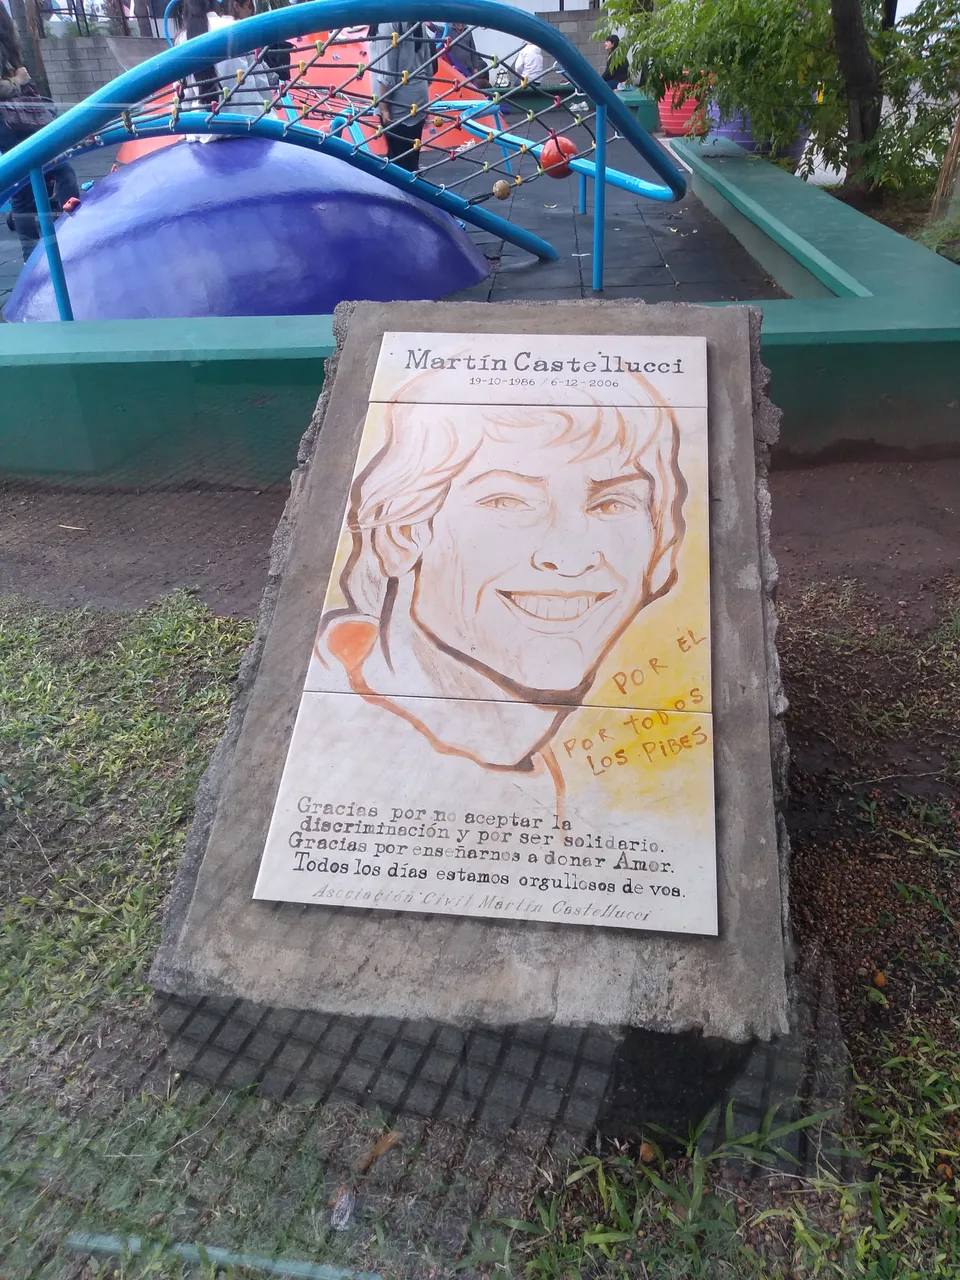 Martín Castellucci
19-10-1986 / 6-12-2006
POR EL
POR TODOS
LOS PIBES
Gracias por no aceptar la
discriminación y por ser solidario.
Gracias por enseñarnos a donar Amor.
Todos los días estamos orgullosos de vos.
Asociación Civil Martín Castellucci